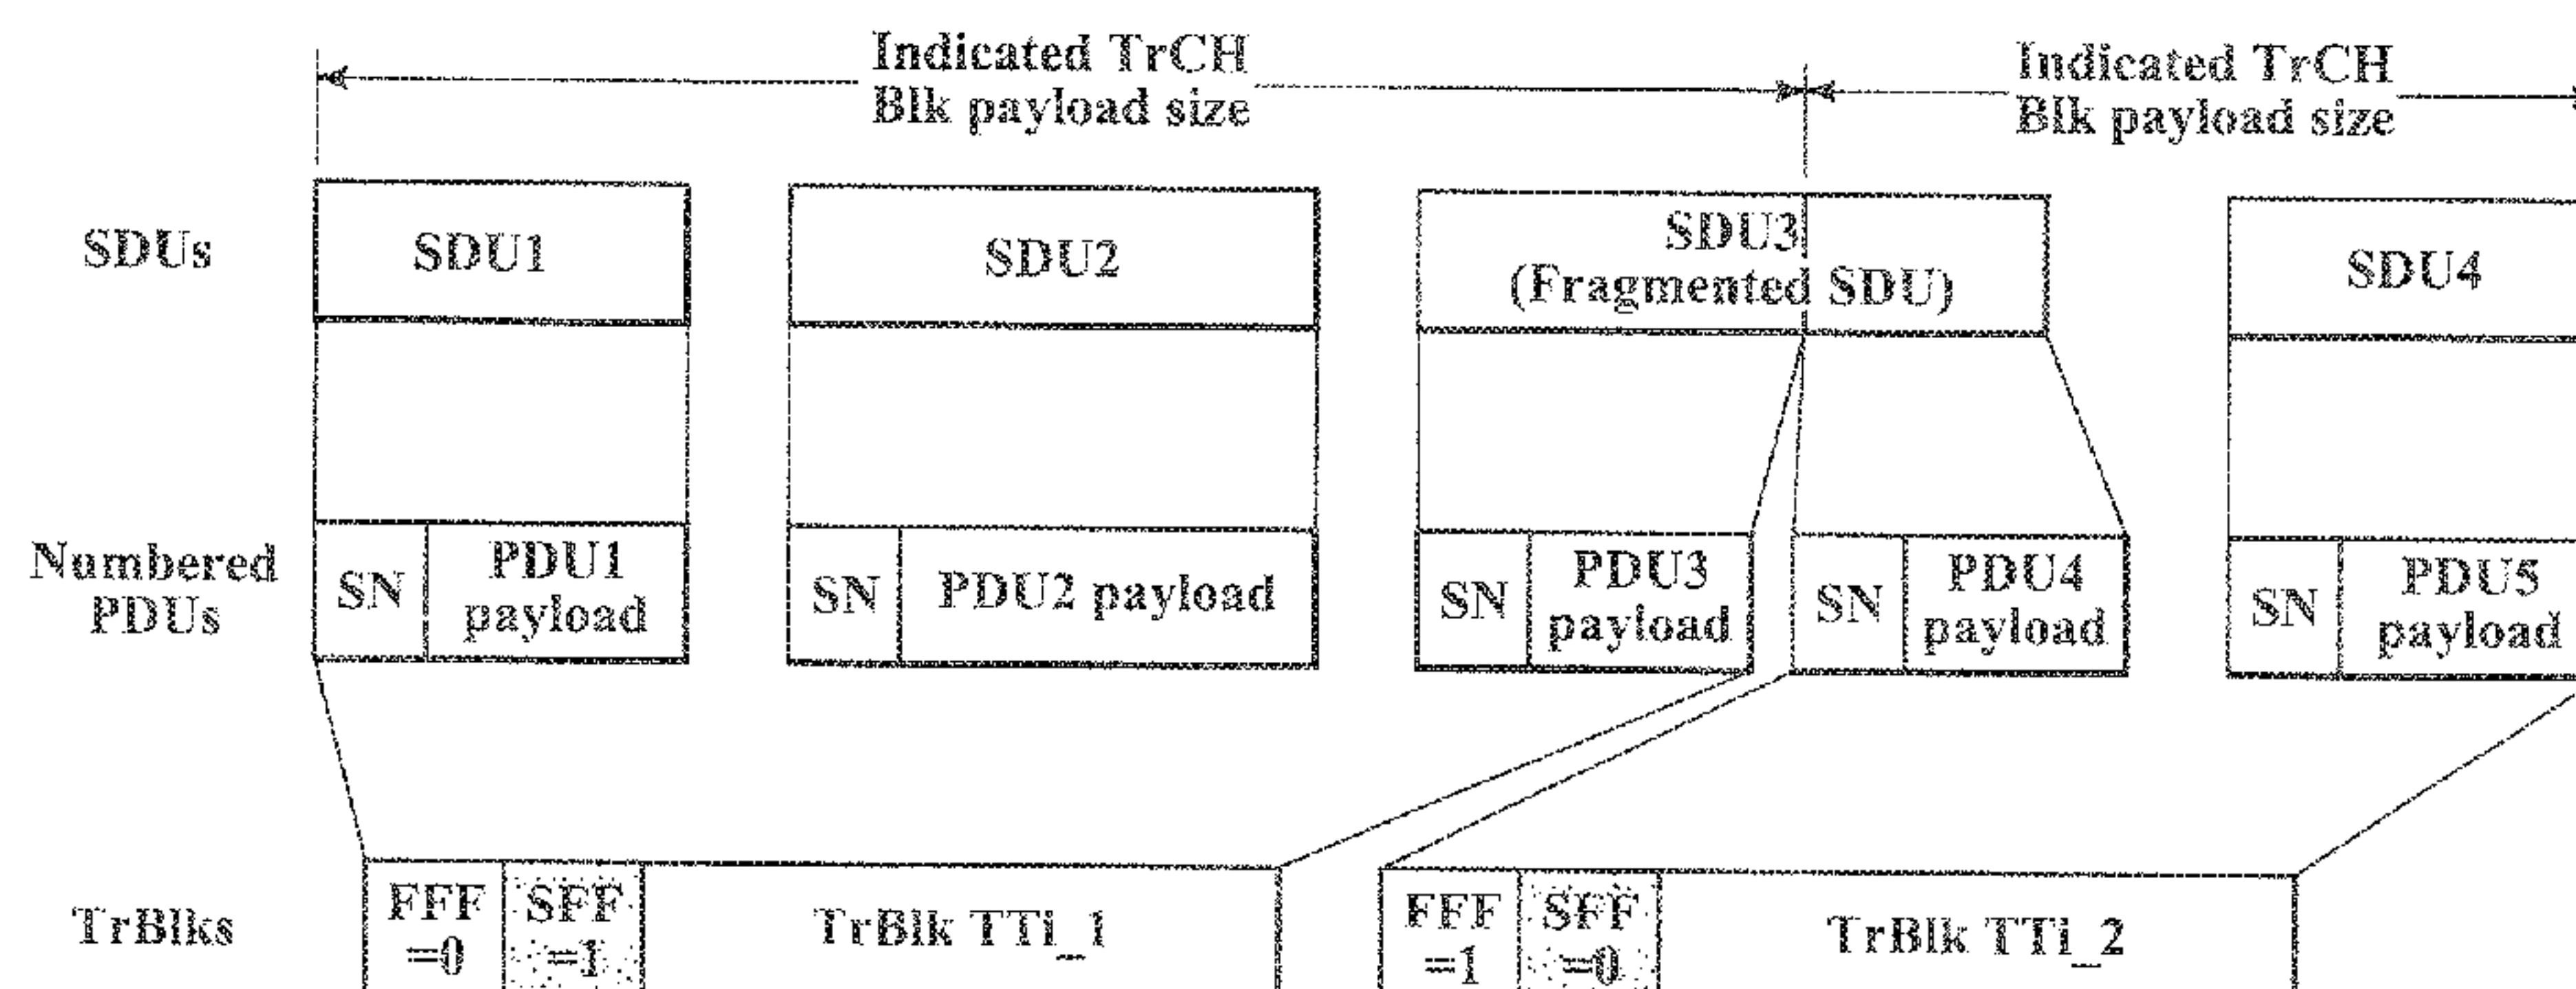 Indicated TrCH
Blk payload size
Indicated TrCH
Blk payload size
SDUs
SDU1
SDU2
SDU3
(Fragmented SDU)
SDU4
Numbered
PDUs
SN
PDU1
payload
SN
PDU2 payload
SN
PDU3
payload
SN
PDU4
payload
SN
PDU5
payload
TrBlks
FFF
=0
SFF
=1
TrBlk TTi_1
FFF
=1
SFF
=0
TrBlk TTi_2